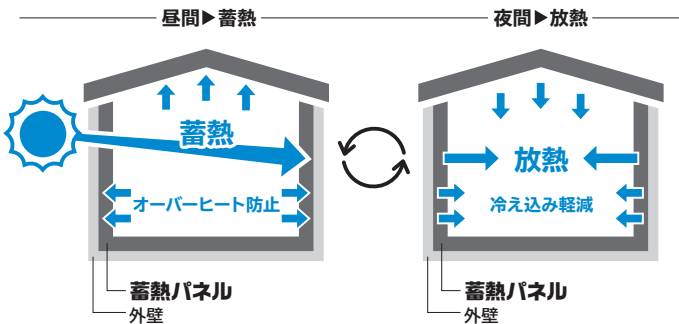 昼間▶蓄熱
蓄熱
オーバーヒート防止
蓄熱パネル
外壁
夜間▶放熱
放熱
冷え込み軽減
蓄熱パネル
外壁